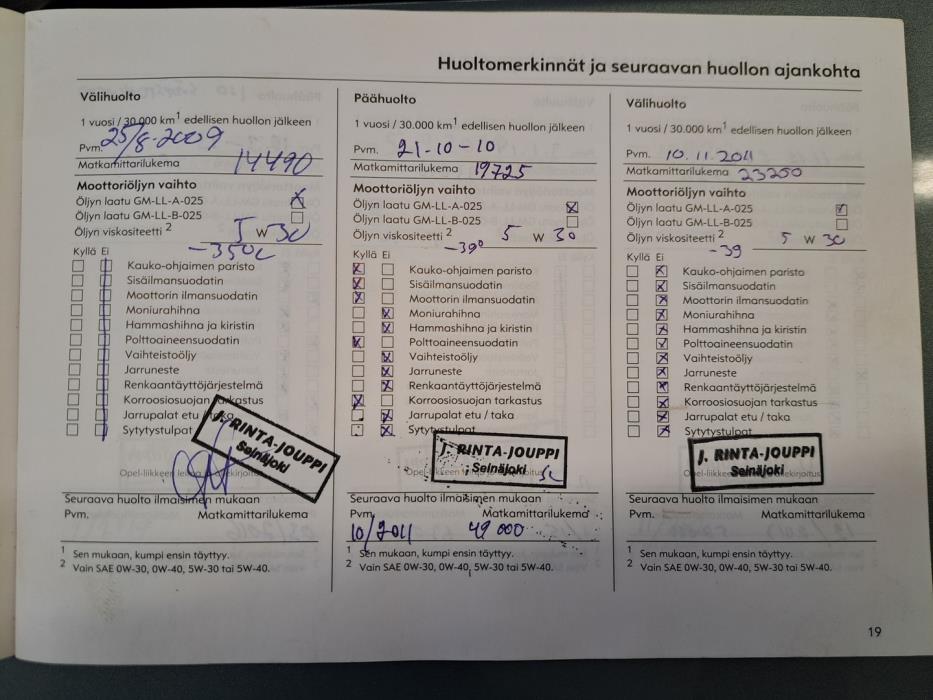 Huoltomerkinnät ja seuraavan huollon ajankohta
Välihuolto
1 vuosi / 30.000 km1 edellisen huollon jälkeen
Pvm. 25/8-2009
Matkamittarilukema 14490
Moottoriöljyn vaihto
Öljyn laatu GM-LL-A-025
Öljyn laatu GM-LL-B-025
Öljyn viskositeetti 2 5 W 30
-35°C
Kyllä Ei
Kauko-ohjaimen paristo
Sisäilmansuodatin
Moottorin ilmansuodatin
Moniurahihna
Hammashihna ja kiristin
Polttoaineensuodatin
Vaihteistoöljy
Jarruneste
Renkaantäyttöjärjestelmä
Korroosiosuojan tarkastus
Jarrupalat etu / taka
Sytytystulpat
J. RINTA-JOUPPI
Seinäjoki
Opel-liikkeen
Seuraava huolto ilmaisimen mukaan
Pvm. Matkamittarilukema
1 Sen mukaan, kumpi ensin täyttyy.
2 Vain SAE 0W-30, 0W-40, 5W-30 tai 5W-40.
Päähuolto
1 vuosi / 30.000 km1 edellisen huollon jälkeen
Pvm. 21-10-10
Matkamittarilukema 19725
Moottoriöljyn vaihto
Öljyn laatu GM-LL-A-025
Öljyn laatu GM-LL-B-025
Öljyn viskositeetti 2 5 W 30
-39°
Kyllä Ei
Kauko-ohjaimen paristo
Sisäilmansuodatin
Moottorin ilmansuodatin
Moniurahihna
Hammashihna ja kiristin
Polttoaineensuodatin
Vaihteistoöljy
Jarruneste
Renkaantäyttöjärjestelmä
Korroosiosuojan tarkastus
Jarrupalat etu / taka
Sytytystulpat
J. RINTA-JOUPPI
Seinäjoki
Opel-liikkeen
Seuraava huolto ilmaisimen mukaan
Pvm. Matkamittarilukema
10/2011 49 000
1 Sen mukaan, kumpi ensin täyttyy.
2 Vain SAE 0W-30, 0W-40, 5W-30 tai 5W-40.
Välihuolto
1 vuosi / 30.000 km1 edellisen huollon jälkeen
Pvm. 10.11.2011
Matkamittarilukema 23250
Moottoriöljyn vaihto
Öljyn laatu GM-LL-A-025
Öljyn laatu GM-LL-B-025
Öljyn viskositeetti 2 5 W 30
-39
Kyllä Ei
Kauko-ohjaimen paristo
Sisäilmansuodatin
Moottorin ilmansuodatin
Moniurahihna
Hammashihna ja kiristin
Polttoaineensuodatin
Vaihteistoöljy
Jarruneste
Renkaantäyttöjärjestelmä
Korroosiosuojan tarkastus
Jarrupalat etu / taka
Sytytystulpat
J. RINTA-JOUPPI
Seinäjoki
Opel-liikkeen
Seuraava huolto ilmaisimen mukaan
Pvm. Matkamittarilukema
1 Sen mukaan, kumpi ensin täyttyy.
2 Vain SAE 0W-30, 0W-40, 5W-30 tai 5W-40.
19